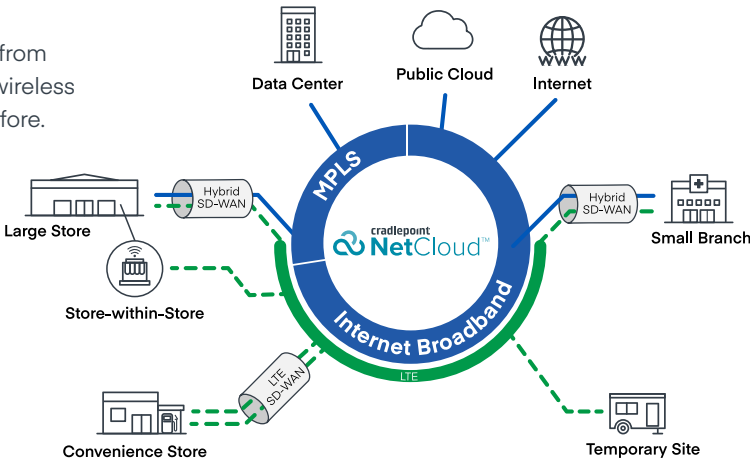 from
wireless
fore.
Data Center
Public Cloud
Internet
WWW
MPLS
Hybrid
SD-WAN
Hybrid
SD-WAN
Large Store
cradlepoint
NetCloud™
Small Branch
Store-within-Store
Internet Broadband
LTE
LTE
SD-WAN
Convenience Store
Temporary Site